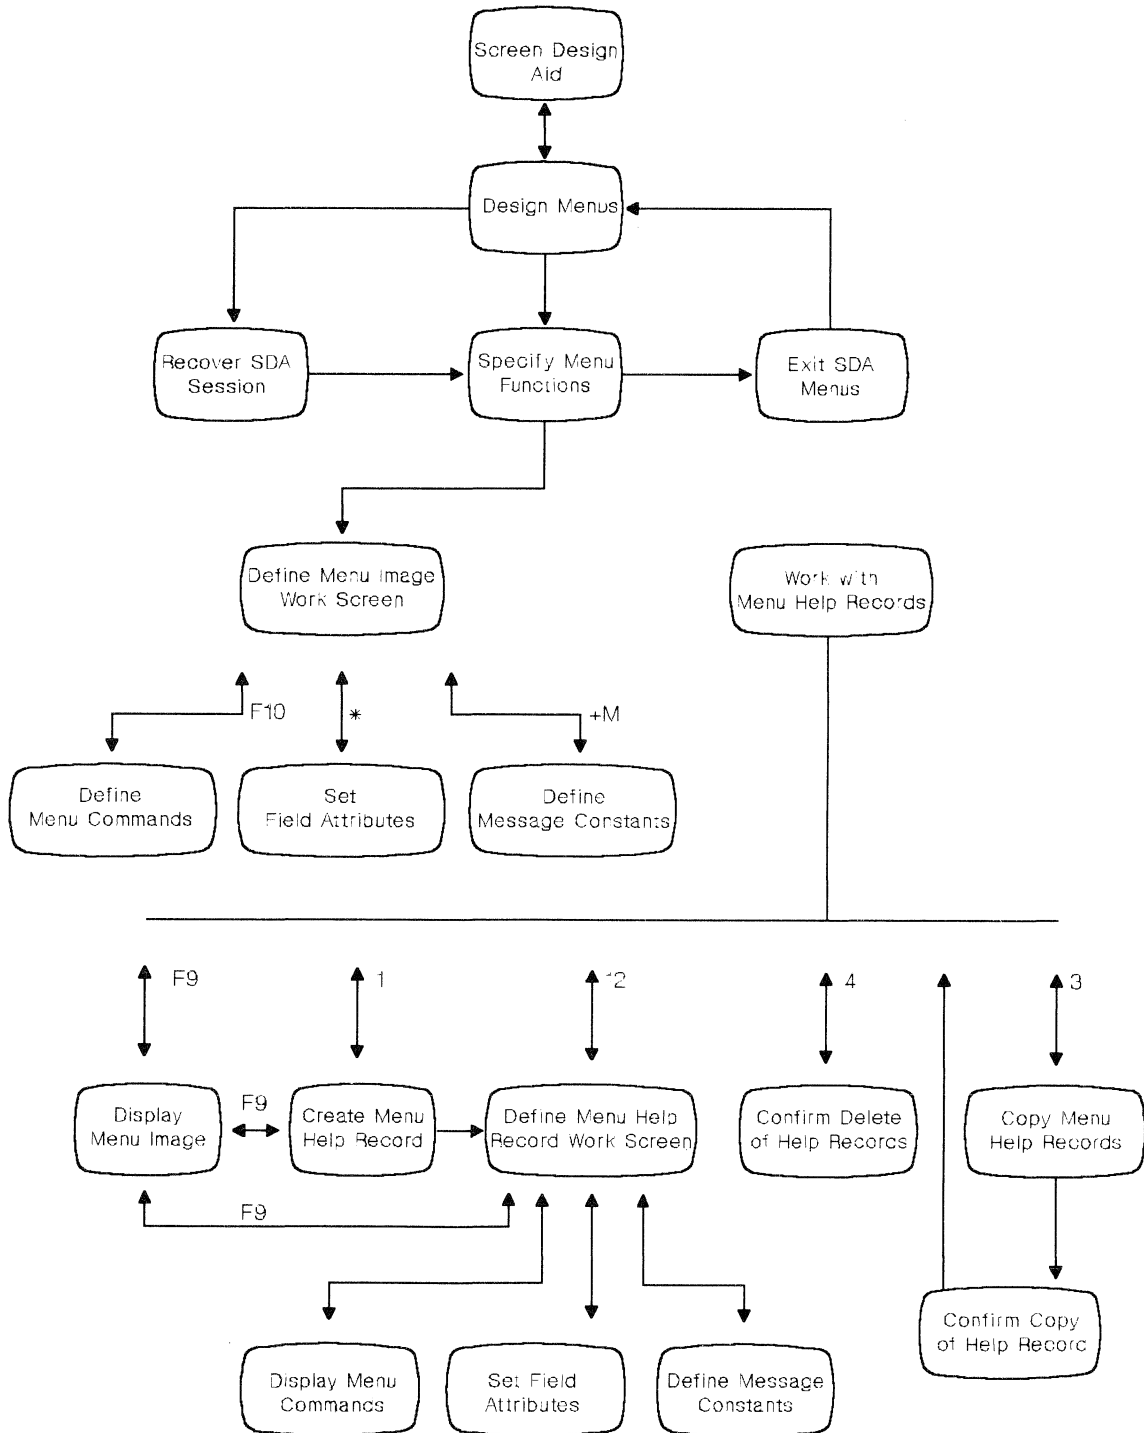 Screen Design
Aid
Design Menus
Recover SDA
Session
Specify Menu
Functions
Exit SDA
Menus
Define Menu Image
Work Screen
Work with
Menu Help Records
F10
*
+M
Define
Menu Commands
Set
Field Attributes
Define
Message Constants
F9
1
2
4
3
Display
Menu Image
F9
Create Menu
Help Record
Define Menu Help
Record Work Screen
Confirm Delete
of Help Records
Copy Menu
Help Records
F9
Confirm Copy
of Help Record
Display Menu
Commands
Set Field
Attributes
Define Message
Constants